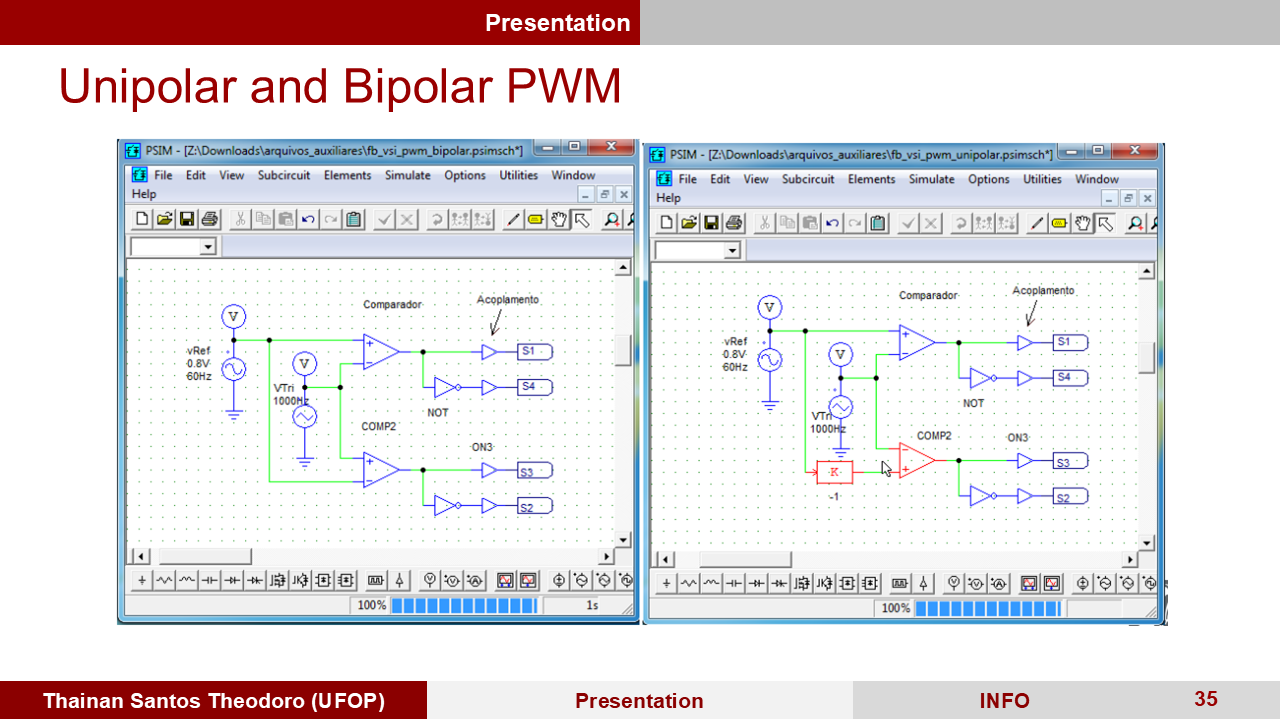 Presentation
Unipolar and Bipolar PWM
PSIM - [Z:\Downloads\arquivos_auxiliares\fb_vsi_pwm_bipolar.psimsch*]
File Edit View Subcircuit Elements Simulate Options Utilities Window
Help
Comparador
Acoplamento
V
vRef
0.8V
60Hz
V
VTri
1000Hz
S1
S4
NOT
COMP2
ON3
S3
S2
100%
1s
PSIM - [Z:\Downloads\arquivos_auxiliares\fb_vsi_pwm_unipolar.psimsch*]
File Edit View Subcircuit Elements Simulate Options Utilities Window
Help
Comparador
Acoplamento
V
vRef
0.8V
60Hz
V
VTri
1000Hz
S1
S4
NOT
COMP2
ON3
K
-1
S3
S2
100%
Thainan Santos Theodoro (UFOP)
Presentation
INFO
35